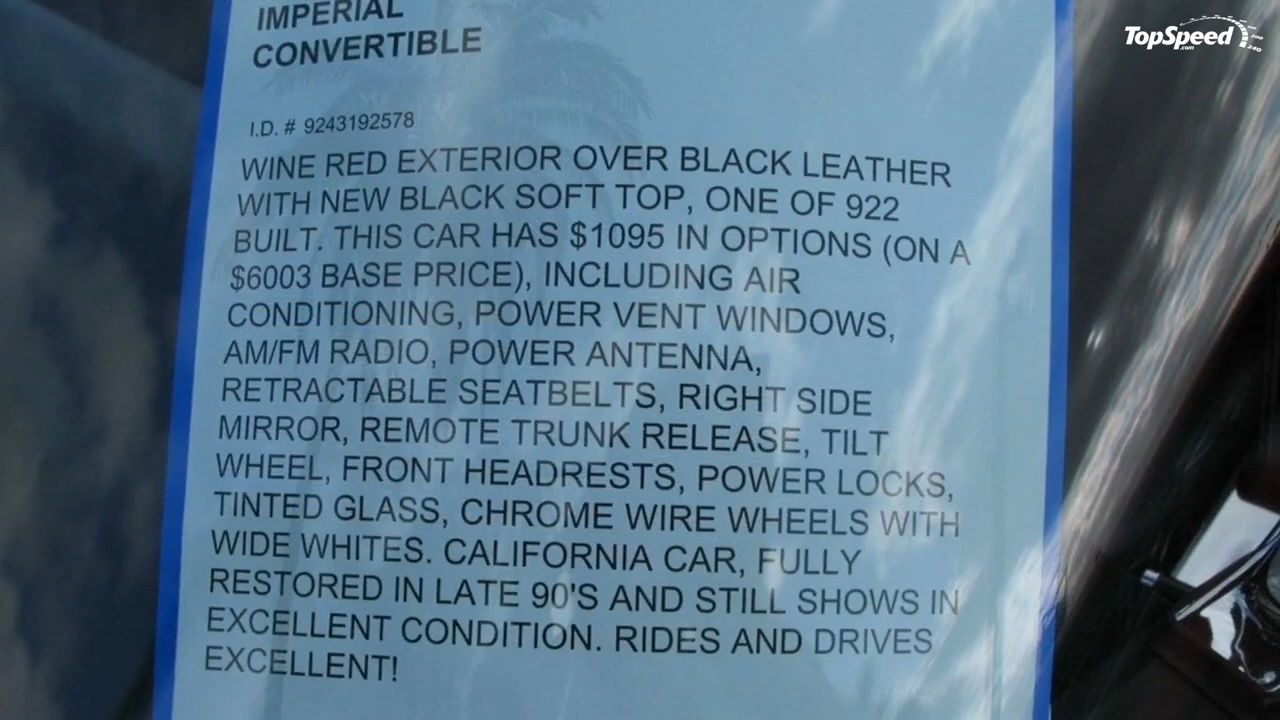 IMPERIAL
CONVERTIBLE
TopSpeed
.com
I.D. # 9243192578
WINE RED EXTERIOR OVER BLACK LEATHER
WITH NEW BLACK SOFT TOP, ONE OF 922
BUILT. THIS CAR HAS $1095 IN OPTIONS (ON A
$6003 BASE PRICE), INCLUDING AIR
CONDITIONING, POWER VENT WINDOWS,
AM/FM RADIO, POWER ANTENNA,
RETRACTABLE SEATBELTS, RIGHT SIDE
MIRROR, REMOTE TRUNK RELEASE, TILT
WHEEL, FRONT HEADRESTS, POWER LOCKS,
TINTED GLASS, CHROME WIRE WHEELS WITH
WIDE WHITES. CALIFORNIA CAR, FULLY
RESTORED IN LATE 90'S AND STILL SHOWS IN
EXCELLENT CONDITION. RIDES AND DRIVES
EXCELLENT!